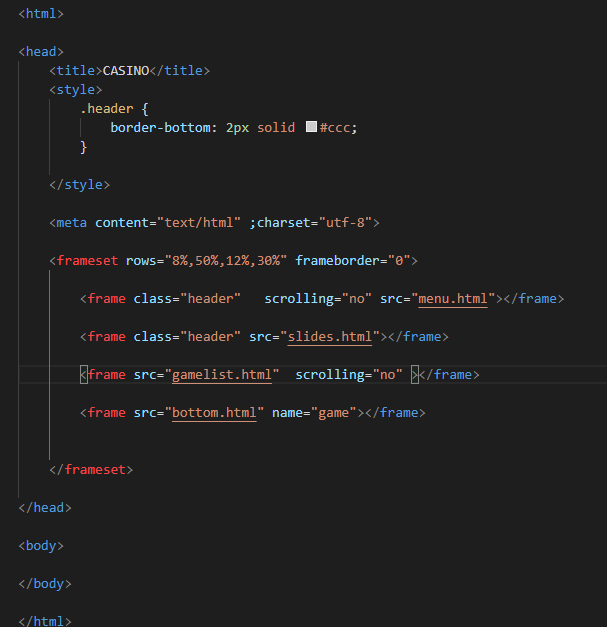 <html>
<head>
<title>CASINO</title>
<style>
.header {
border-bottom: 2px solid #ccc;
}
</style>
<meta content="text/html" ;charset="utf-8">
<frameset rows="8%,50%,12%,30%" frameborder="0">
<frame class="header"   scrolling="no" src="menu.html"></frame>
<frame class="header" src="slides.html"></frame>
<frame src="gamelist.html"  scrolling="no" ></frame>
<frame src="bottom.html" name="game"></frame>
</frameset>
</head>
<body>
</body>
</html>